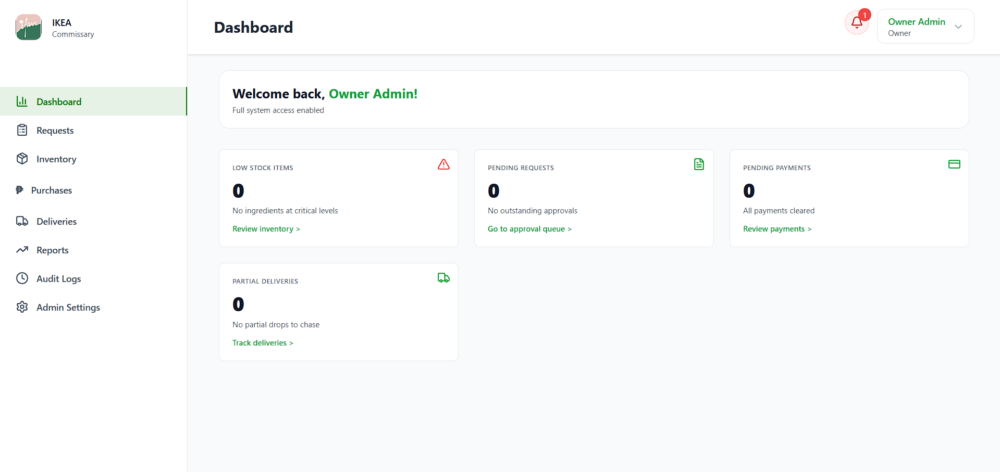 ikea
IKEA
Commissary
Dashboard
Requests
Inventory
₱ Purchases
Deliveries
Reports
Audit Logs
Admin Settings
Dashboard
1
Owner Admin
Owner
Welcome back, Owner Admin!
Full system access enabled
LOW STOCK ITEMS
0
No ingredients at critical levels
Review inventory >
PENDING REQUESTS
0
No outstanding approvals
Go to approval queue >
PENDING PAYMENTS
0
All payments cleared
Review payments >
PARTIAL DELIVERIES
0
No partial drops to chase
Track deliveries >